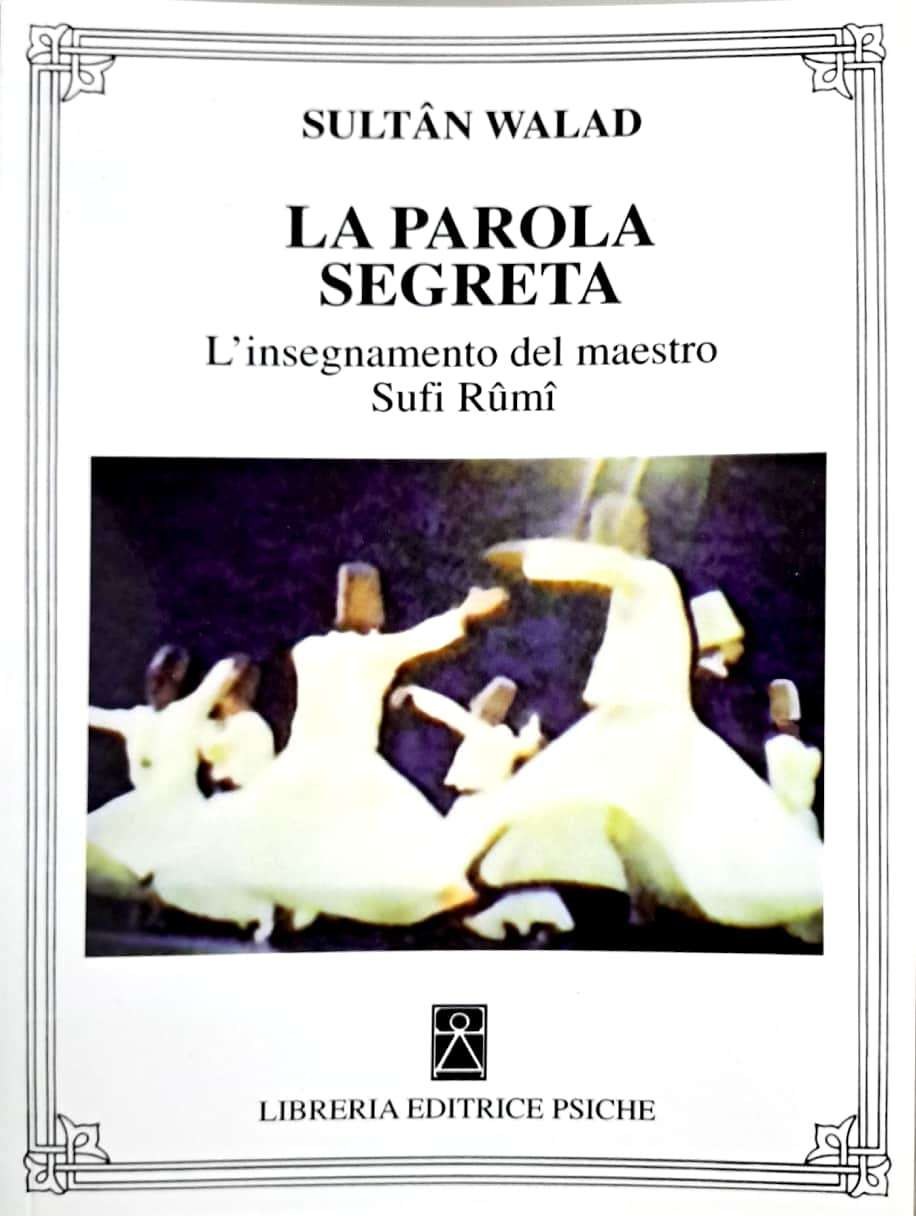 SULTÂN WALAD
LA PAROLA
SEGRETA
L'insegnamento del maestro
Sufi Rûmî
LIBRERIA EDITRICE PSICHE